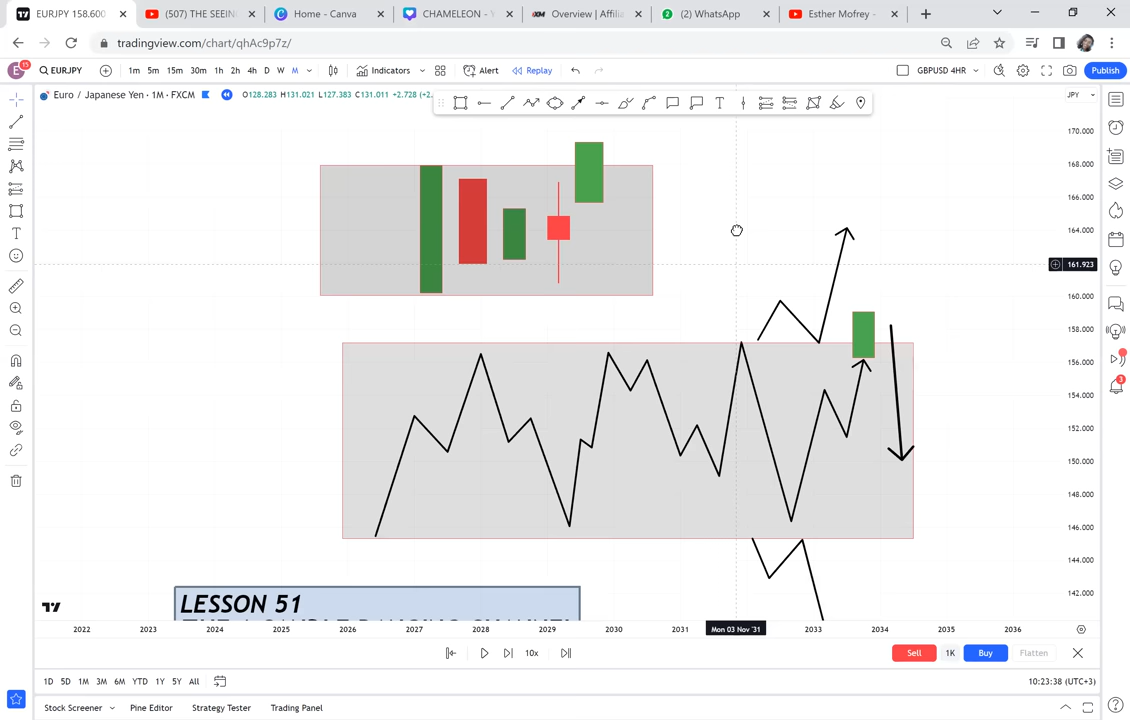 EURJPY 158.600
(507) THE SEEIN
Home - Canva
CHAMELEON - Y
Overview | Affilia
(2) WhatsApp
Esther Mofrey -
tradingview.com/chart/qhAc9p7z/
E 15 EURJPY 1m 5m 15m 30m 1h 2h 4h D W M Indicators Alert Replay GBPUSD 4HR Publish
Euro / Japanese Yen · 1M · FXCM O128.283 H131.021 L127.383 C131.011 +2.728 (+2. JPY
170.000
168.000
166.000
164.000
161.923
160.000
158.000
156.000
154.000
152.000
150.000
148.000
146.000
144.000
142.000
3
LESSON 51
2022 2023 2024 2025 2026 2027 2028 2029 2030 2031 Mon 03 Nov '31 2033 2034 2035 2036
10x Sell 1K Buy Flatten
1D 5D 1M 3M 6M YTD 1Y 5Y All 10:23:38 (UTC+3)
Stock Screener Pine Editor Strategy Tester Trading Panel